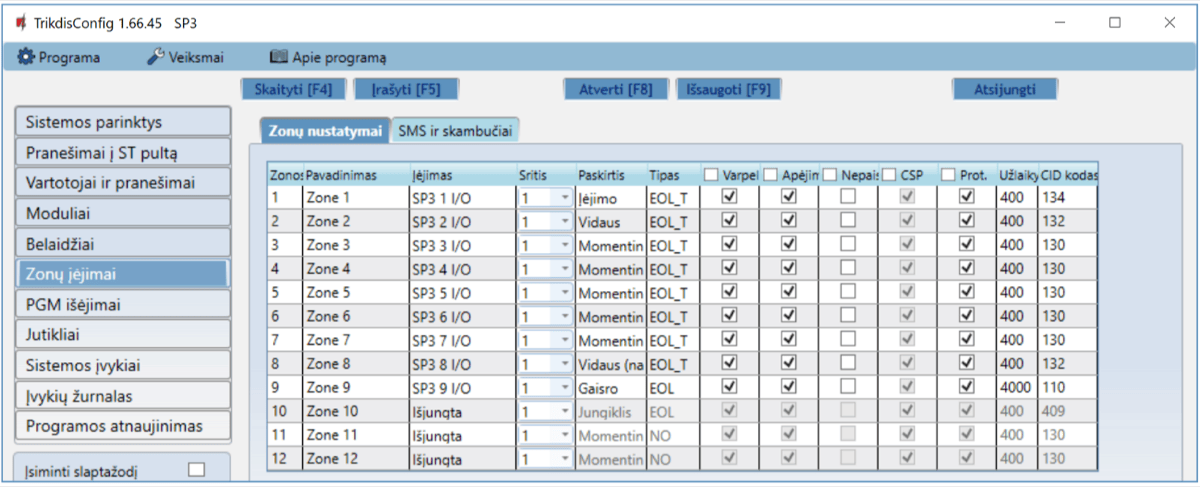 TrikdisConfig 1.66.45 SP3
Programa Veiksmai Apie programą
Skaityti [F4] Įrašyti [F5] Atverti [F8] Išsaugoti [F9] Atsijungti
Sistemos parinktys
Pranešimai į ST pultą
Vartotojai ir pranešimai
Moduliai
Belaidžiai
Zonų įėjimai
PGM išėjimai
Jutikliai
Sistemos įvykiai
Įvykių žurnalas
Programos atnaujinimas
Įsiminti slaptažodį
Zonų nustatymai SMS ir skambučiai
Zonos Pavadinimas Įėjimas Sritis Paskirtis Tipas Varpel Apėjin Nepais CSP Prot. Užlaiky CID kodas
1 Zone 1 SP3 1 I/O 1 Įėjimo EOL_T 400 134
2 Zone 2 SP3 2 I/O 1 Vidaus EOL_T 400 132
3 Zone 3 SP3 3 I/O 1 Momentin EOL_T 400 130
4 Zone 4 SP3 4 I/O 1 Momentin EOL_T 400 130
5 Zone 5 SP3 5 I/O 1 Momentin EOL_T 400 130
6 Zone 6 SP3 6 I/O 1 Momentin EOL_T 400 130
7 Zone 7 SP3 7 I/O 1 Momentin EOL_T 400 130
8 Zone 8 SP3 8 I/O 1 Vidaus (na EOL_T 400 132
9 Zone 9 SP3 9 I/O 1 Gaisro EOL 4000 110
10 Zone 10 Išjungta 1 Jungiklis EOL 400 409
11 Zone 11 Išjungta 1 Momentin NO 400 130
12 Zone 12 Išjungta 1 Momentin NO 400 130